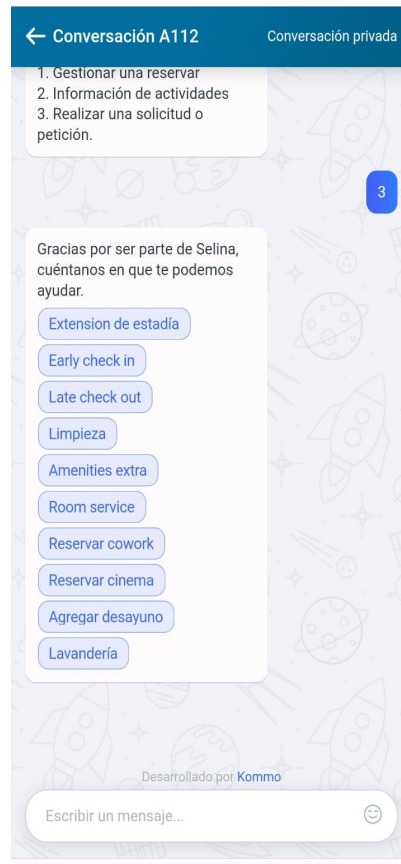 Conversación A112
Conversación privada
1. Gestionar una reservar
2. Información de actividades
3. Realizar una solicitud o
petición.
3
Gracias por ser parte de Selina,
cuéntanos en que te podemos
ayudar.
Extension de estadía
Early check in
Late check out
Limpieza
Amenities extra
Room service
Reservar cowork
Reservar cinema
Agregar desayuno
Lavandería
Desarrollado por Kommo
Escribir un mensaje...